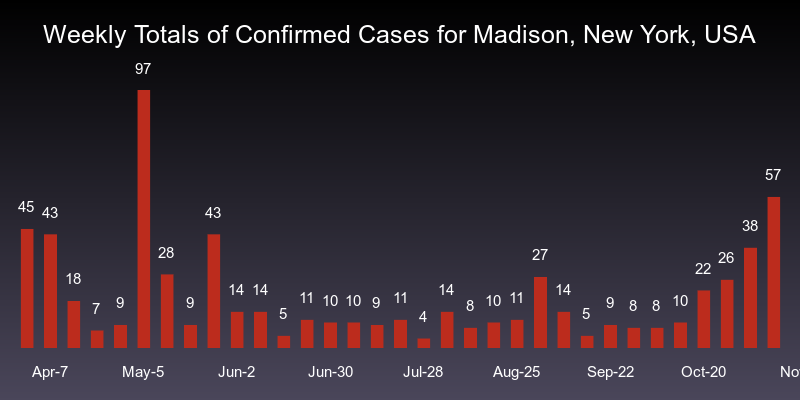 Weekly Totals of Confirmed Cases for Madison, New York, USA
97
57
45 43 43
38
28 27 26
22
18
14 14 14 14
7 9 9 5 11 10 10 9 11 4 8 10 11 5 9 8 8 10
Apr-7 May-5 Jun-2 Jun-30 Jul-28 Aug-25 Sep-22 Oct-20 No